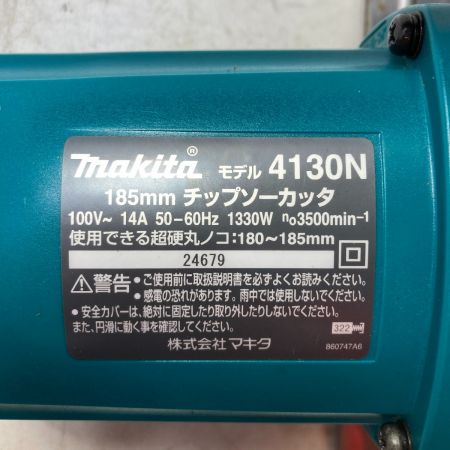 makita® モデル 4130N
185mm チップソーカッタ
100V~ 14A 50-60Hz 1330W no3500min-1
使用できる超硬丸ノコ:180~185mm
24679
警告 ● ご使用前に取扱説明書を必ずよくお読みください。
● 感電の恐れがあります。雨中では使用しないでください。
● 安全カバーは、絶対に固定したり取り外したりしないでください。
また、円滑に動く事を確認して下さい。
322
株式会社 マキタ
860747A6